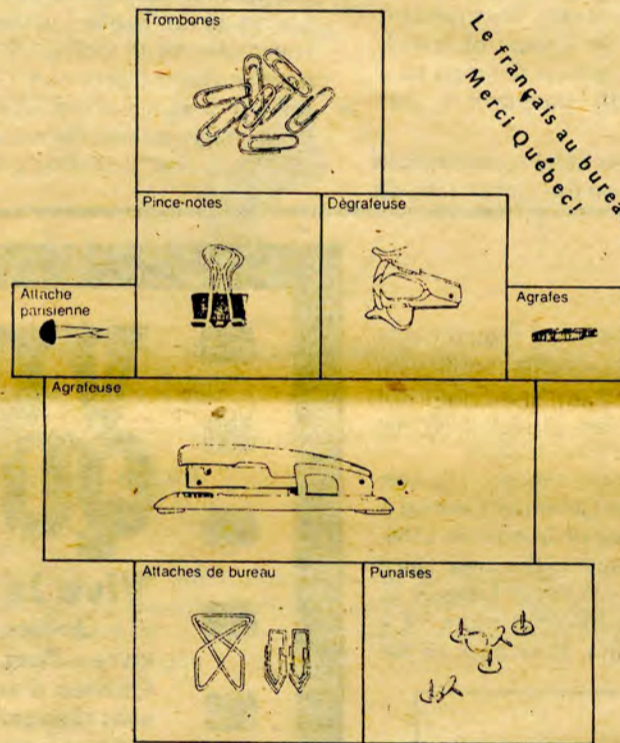 Trombones
Le français au bureau
Merci Québec!
Pince-notes
Dégrafeuse
Attache
parisienne
Agrafes
Agrafeuse
Attaches de bureau
Punaises